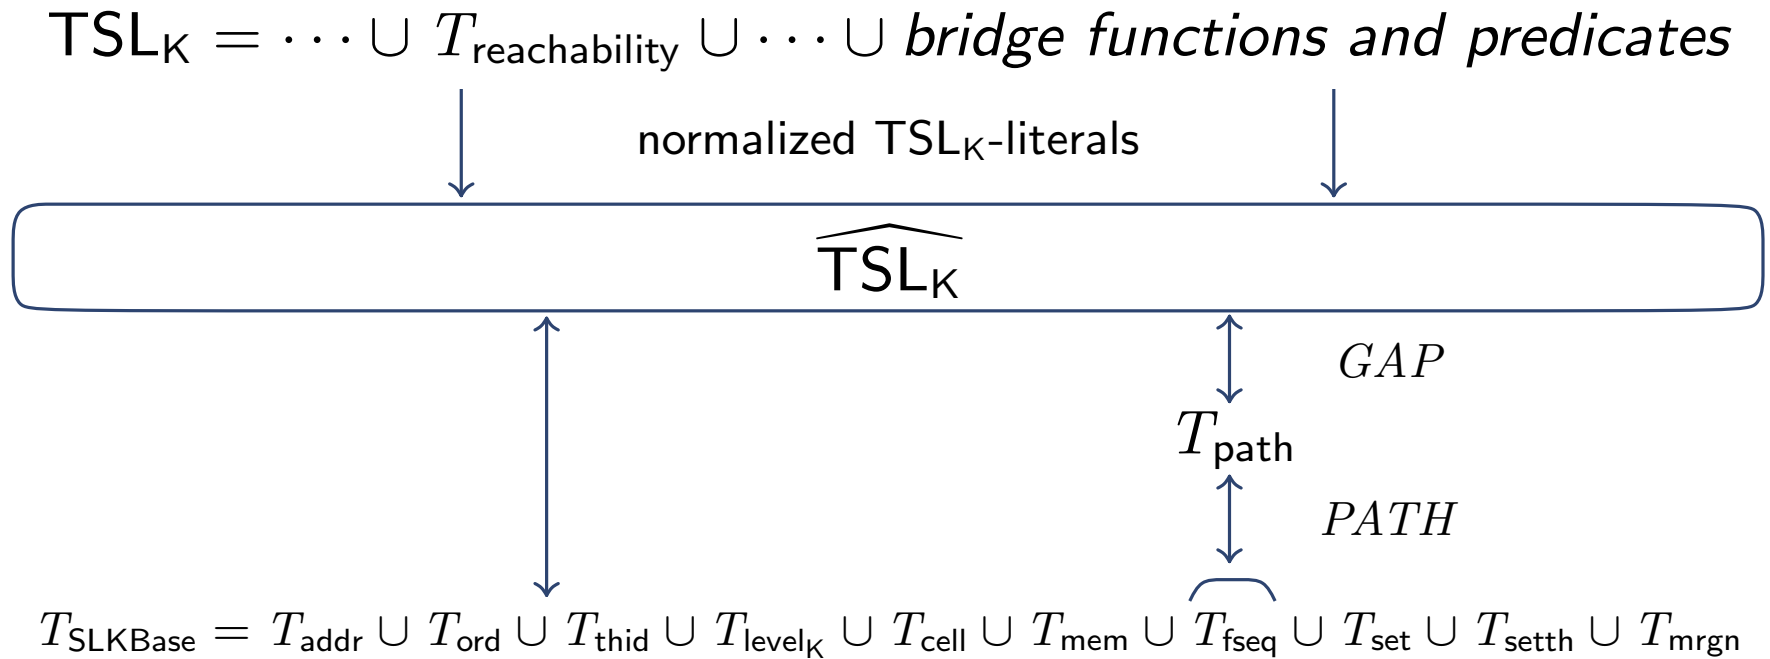 TSL_K = ··· ∪ T_reachability ∪ ··· ∪ bridge functions and predicates
normalized TSL_K-literals
\widehat{TSL_K}
GAP
T_path
PATH
T_SLKBase = T_addr ∪ T_ord ∪ T_thid ∪ T_level_K ∪ T_cell ∪ T_mem ∪ T_fseq ∪ T_set ∪ T_setth ∪ T_mrgn